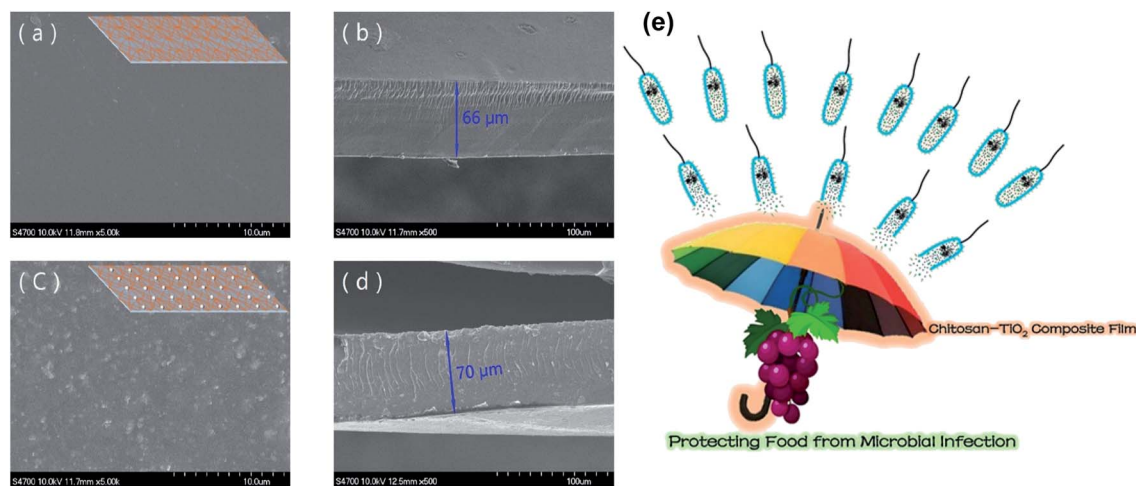 (a)
S4700 10.0kV 11.8mm x5.00k
10.0um
(b)
66 μm
S4700 10.0kV 11.7mm x500
100um
(C)
S4700 10.0kV 11.7mm x5.00k
10.0um
(d)
70 μm
S4700 10.0kV 12.5mm x500
100um
(e)
Chitosan-TiO₂ Composite Film
Protecting Food from Microbial Infection